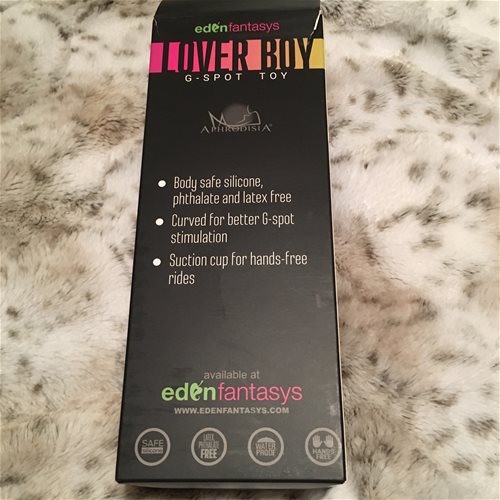 edenfantasys
LOVER BOY
G-SPOT TOY
APHRODISIA®
• Body safe silicone,
phthalate and latex free
• Curved for better G-spot
stimulation
• Suction cup for hands-free
rides
available at
edenfantasys
WWW.EDENFANTASYS.COM
SAFE
SILICONE
LATEX,
PHTHALATE
FREE
WATER
PROOF
HANDS
FREE